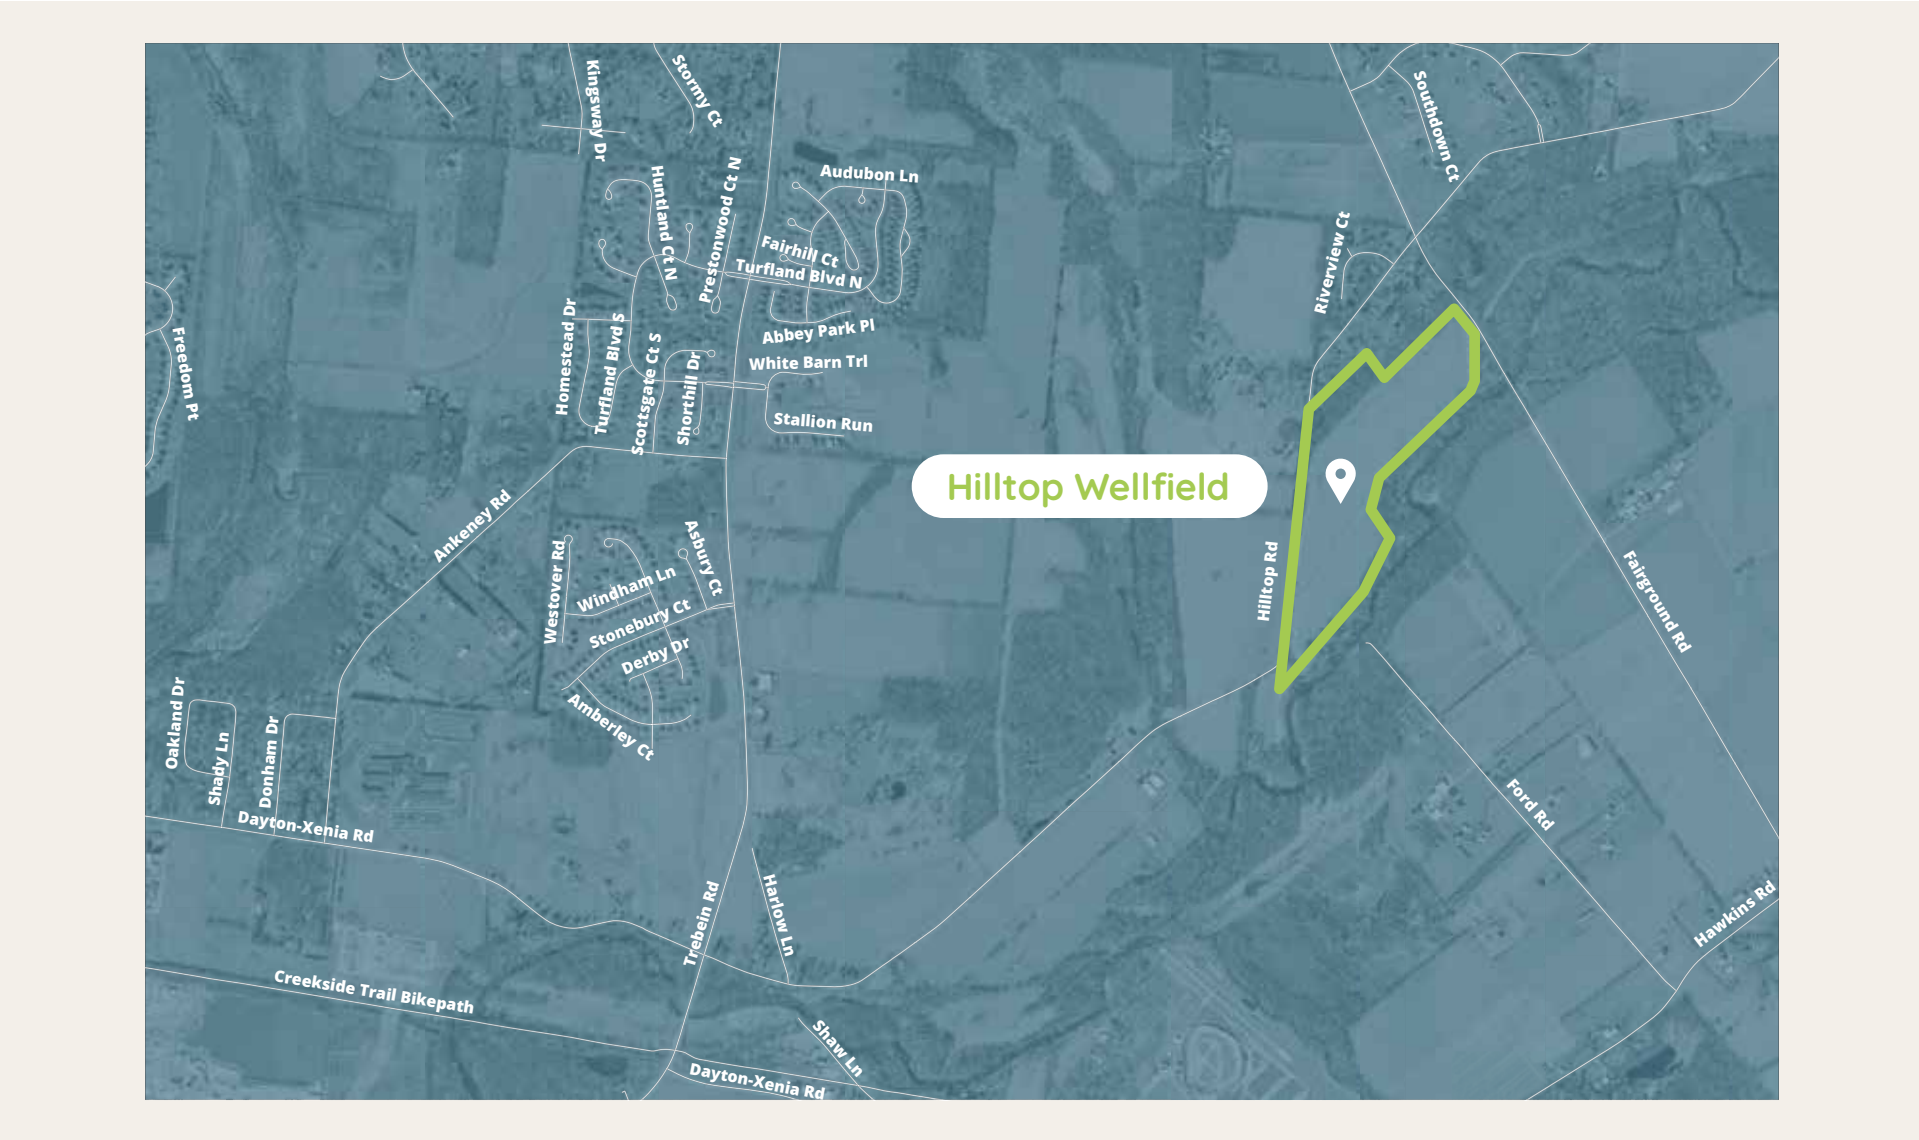 Kingsway Dr
Stormy Ct
Southdown Ct
Audubon Ln
Huntland Ct N
Prestonwood Ct N
Fairhill Ct
Turfland Blvd N
Riverview Ct
Abbey Park Pl
White Barn Trl
Homestead Dr
Turfland Blvd S
Scottsgate Ct S
Shorthill Dr
Freedom Pt
Stallion Run
Hilltop Wellfield
Ankeney Rd
Westover Rd
Windham Ln
Asbury Ct
Stonebury Ct
Derby Dr
Amberley Ct
Hilltop Rd
Fairground Rd
Oakland Dr
Shady Ln
Donham Dr
Dayton-Xenia Rd
Ford Rd
Trebein Rd
Harlow Ln
Hawkins Rd
Creekside Trail Bikepath
Shaw Ln
Dayton-Xenia Rd